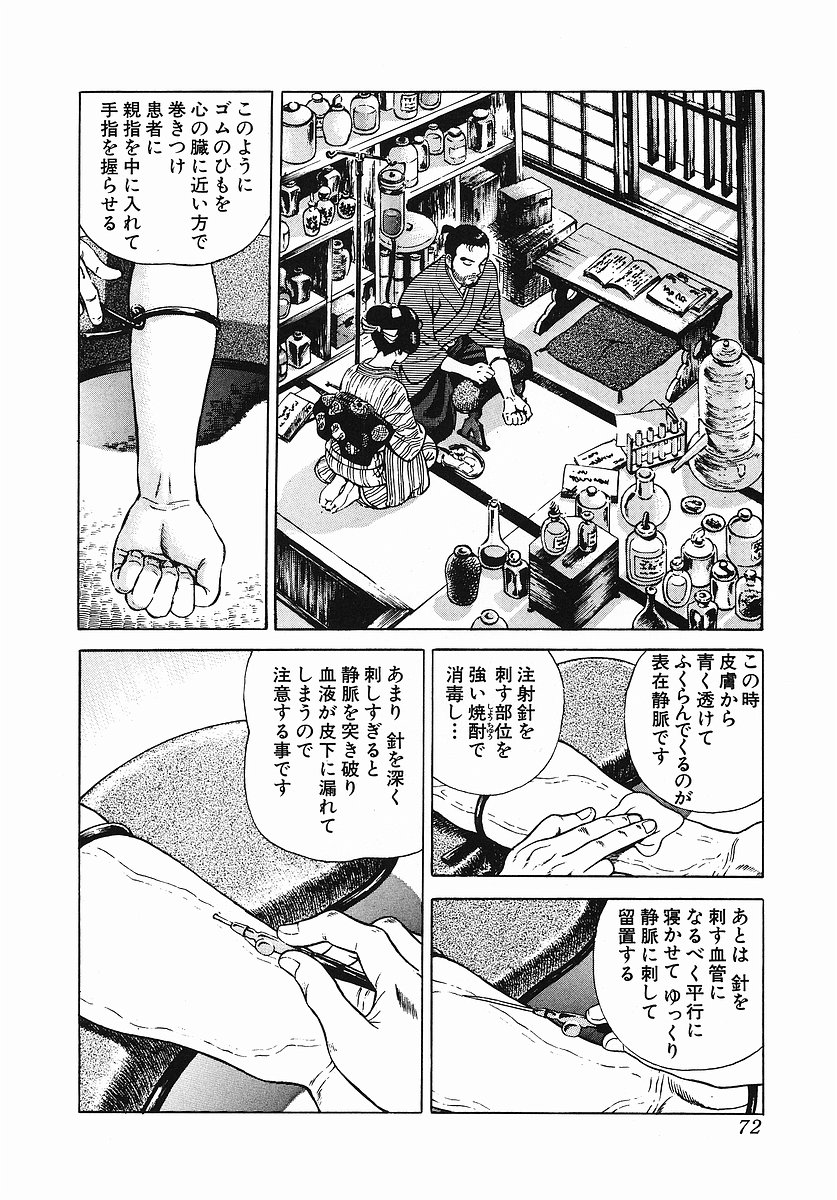 このように
ゴムのひもを
心の臓に近い方で
巻きつけ
患者に
親指を中に入れて
手指を握らせる
この時
皮膚から
青く透けて
ふくらんでくるのが
表在静脈です
注射針を
刺す部位を
強い焼酎で
消毒し…
あとは 針を
刺す血管に
なるべく平行に
寝かせて ゆっくり
静脈に刺して
留置する
あまり 針を深く
刺しすぎると
静脈を突き破り
血液が皮下に漏れて
しまうので
注意する事です
72